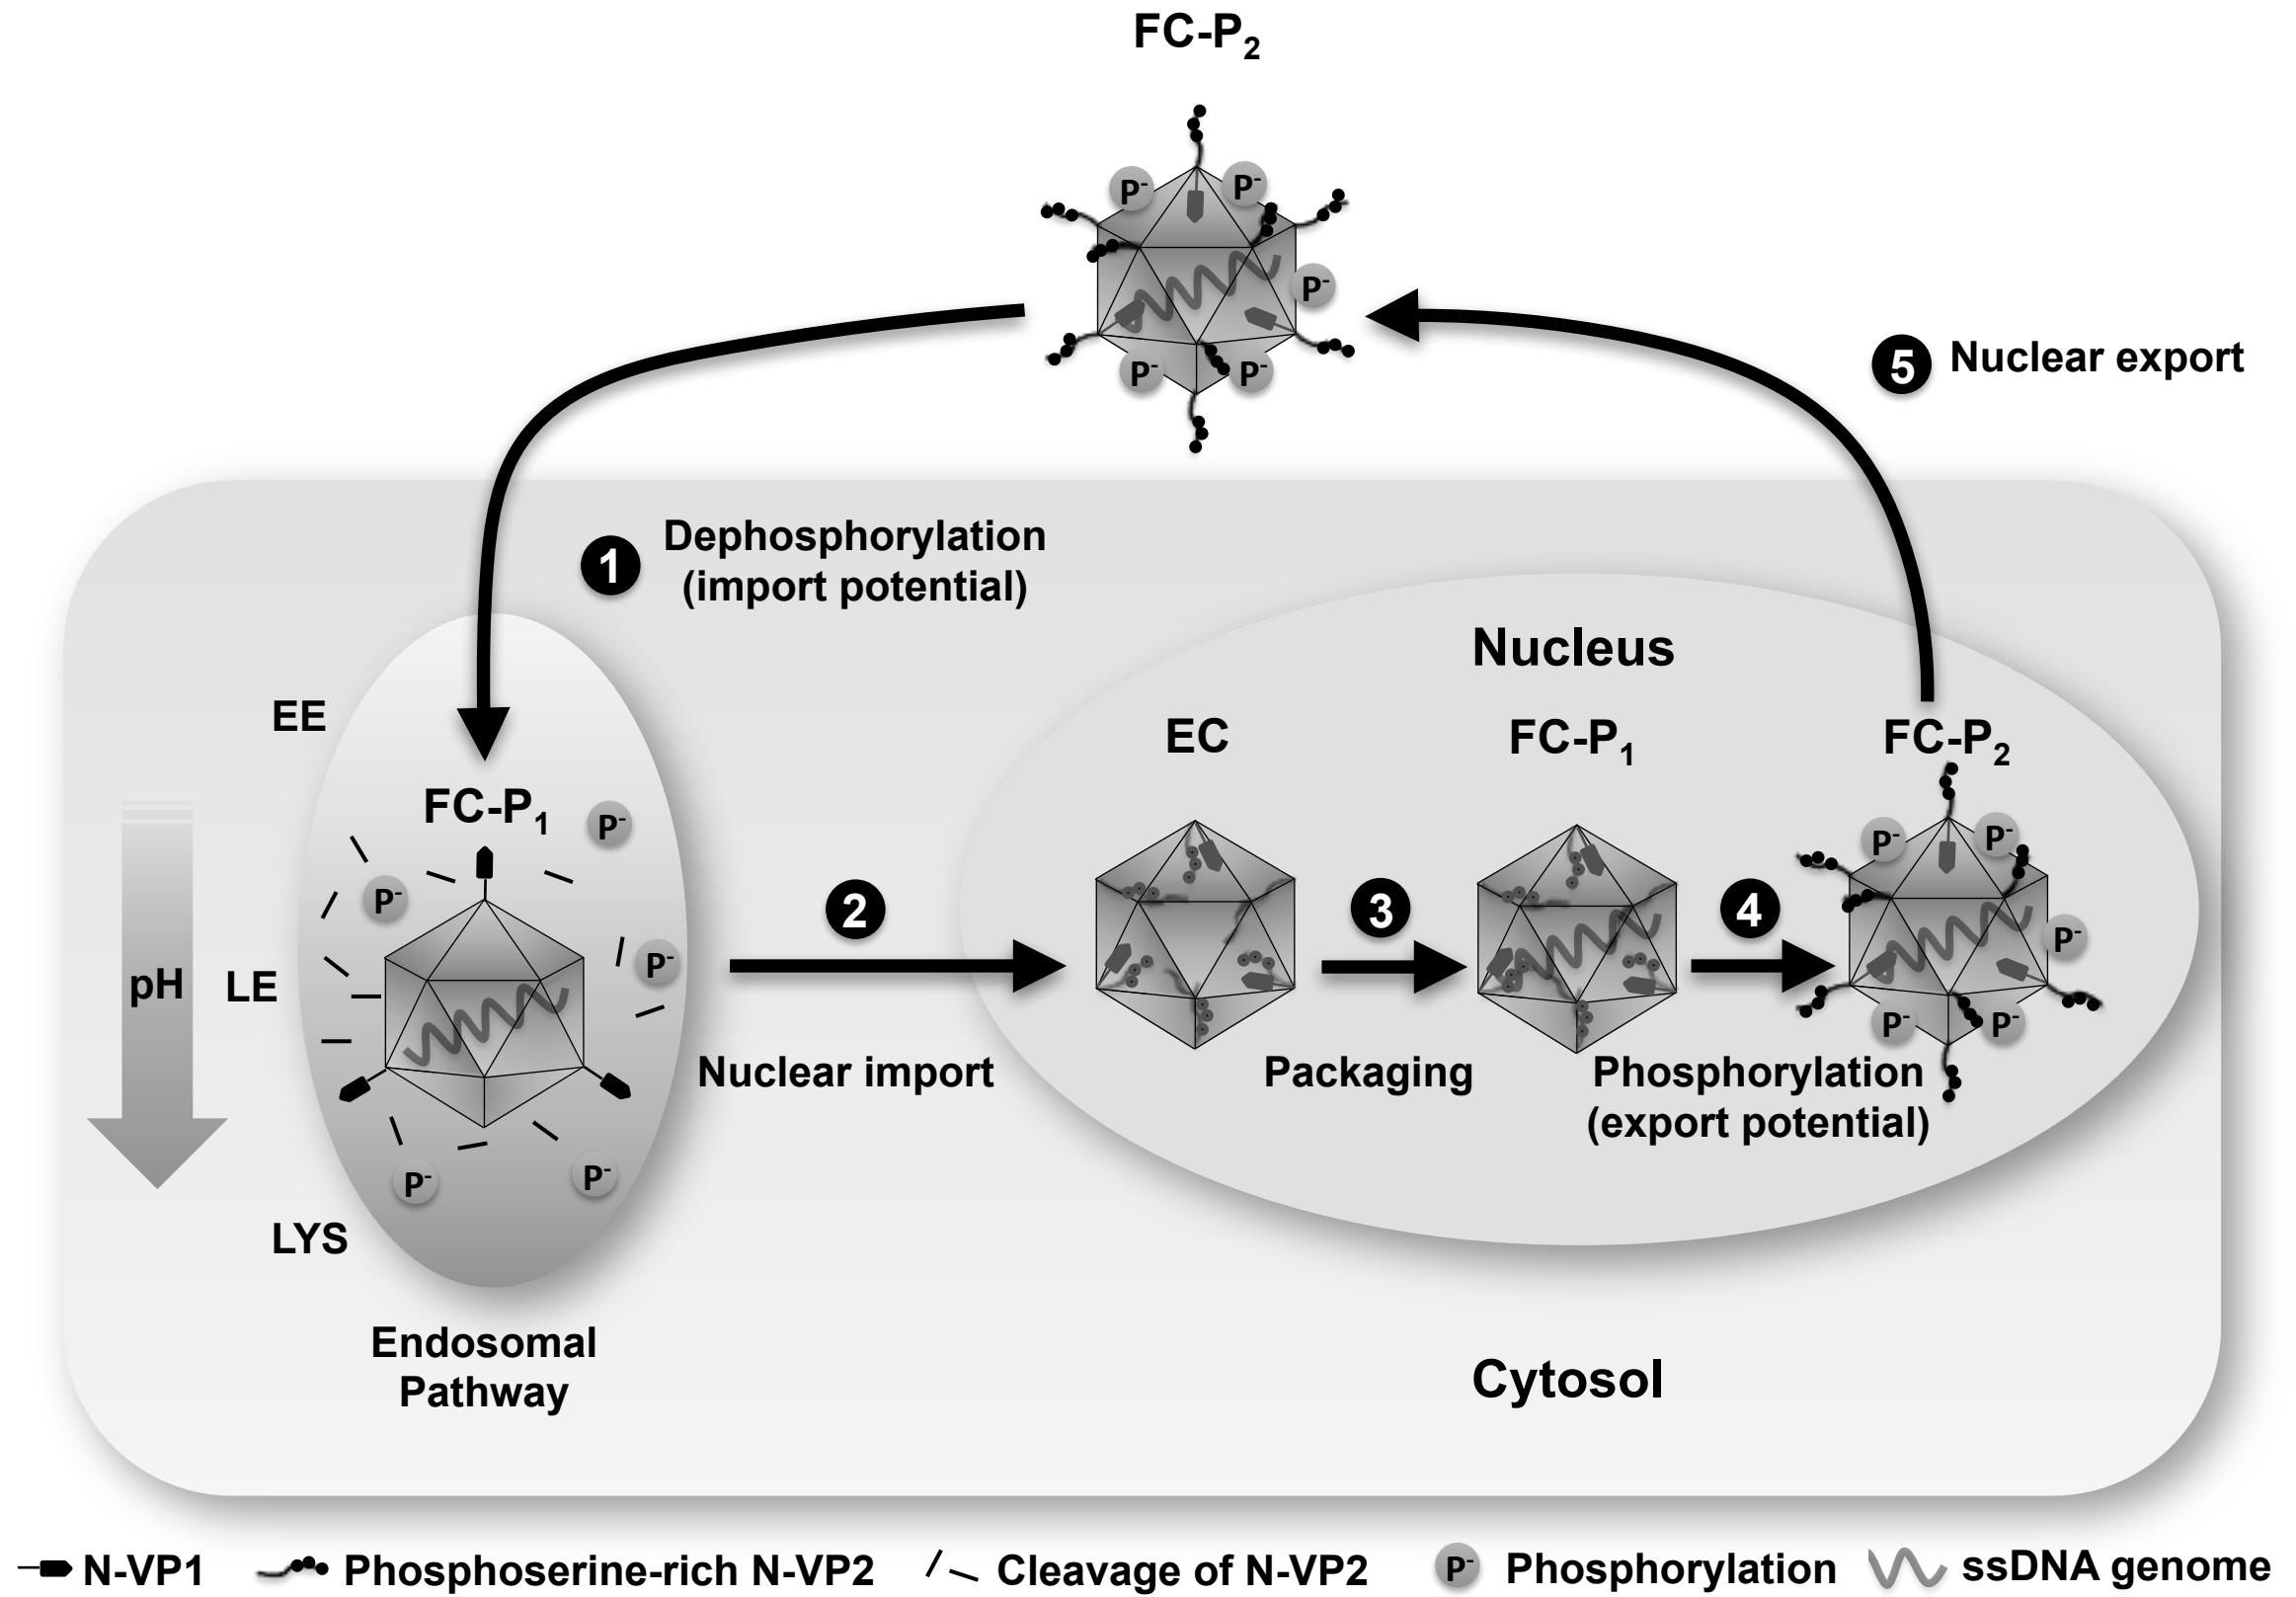 FC-P2
P-
P-
P-
P-
P-
5 Nuclear export
1 Dephosphorylation
(import potential)
Nucleus
EE
EC
FC-P1
FC-P2
FC-P1
P-
P-
P-
P-
P-
2
3
4
P-
P-
P-
P-
P-
pH
LE
Nuclear import
Packaging
Phosphorylation
(export potential)
LYS
Endosomal
Pathway
Cytosol
N-VP1
Phosphoserine-rich N-VP2
Cleavage of N-VP2
P- Phosphorylation
ssDNA genome